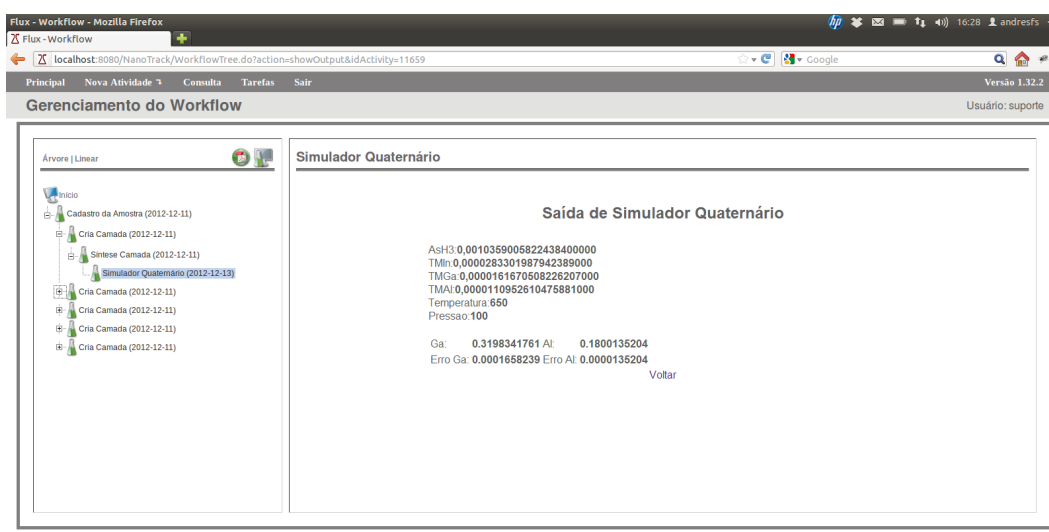 Flux - Workflow - Mozilla Firefox
16:28 andresfs
Flux - Workflow
localhost:8080/NanoTrack/WorkflowTree.do?action=showOutput&idActivity=11659
Google
Principal Nova Atividade Consulta Tarefas Sair
Versão 1.32.2
Gerenciamento do Workflow
Usuário: suporte
Árvore | Linear
Início
Cadastro da Amostra (2012-12-11)
Cria Camada (2012-12-11)
Síntese Camada (2012-12-11)
Simulador Quaternário (2012-12-13)
Cria Camada (2012-12-11)
Cria Camada (2012-12-11)
Cria Camada (2012-12-11)
Cria Camada (2012-12-11)
Simulador Quaternário
Saída de Simulador Quaternário
AsH3:0,0010359005822438400000
TMIn:0,0000283301987942389000
TMGa:0,0000161670508226207000
TMAl:0,0000110952610475881000
Temperatura:650
Pressao:100
Ga: 0.3198341761 Al: 0.1800135204
Erro Ga: 0.0001658239 Erro Al: 0.0000135204
Voltar